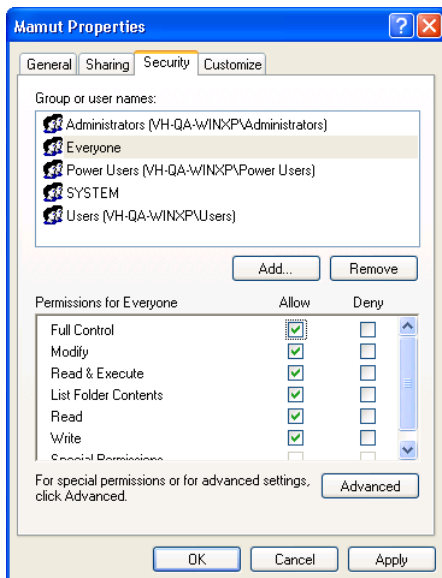 Mamut Properties
General Sharing Security Customize
Group or user names:
Administrators (VH-QA-WINXP\Administrators)
Everyone
Power Users (VH-QA-WINXP\Power Users)
SYSTEM
Users (VH-QA-WINXP\Users)
Add... Remove
Permissions for Everyone Allow Deny
Full Control
Modify
Read & Execute
List Folder Contents
Read
Write
Special Permissions
For special permissions or for advanced settings,
click Advanced.
Advanced
OK Cancel Apply